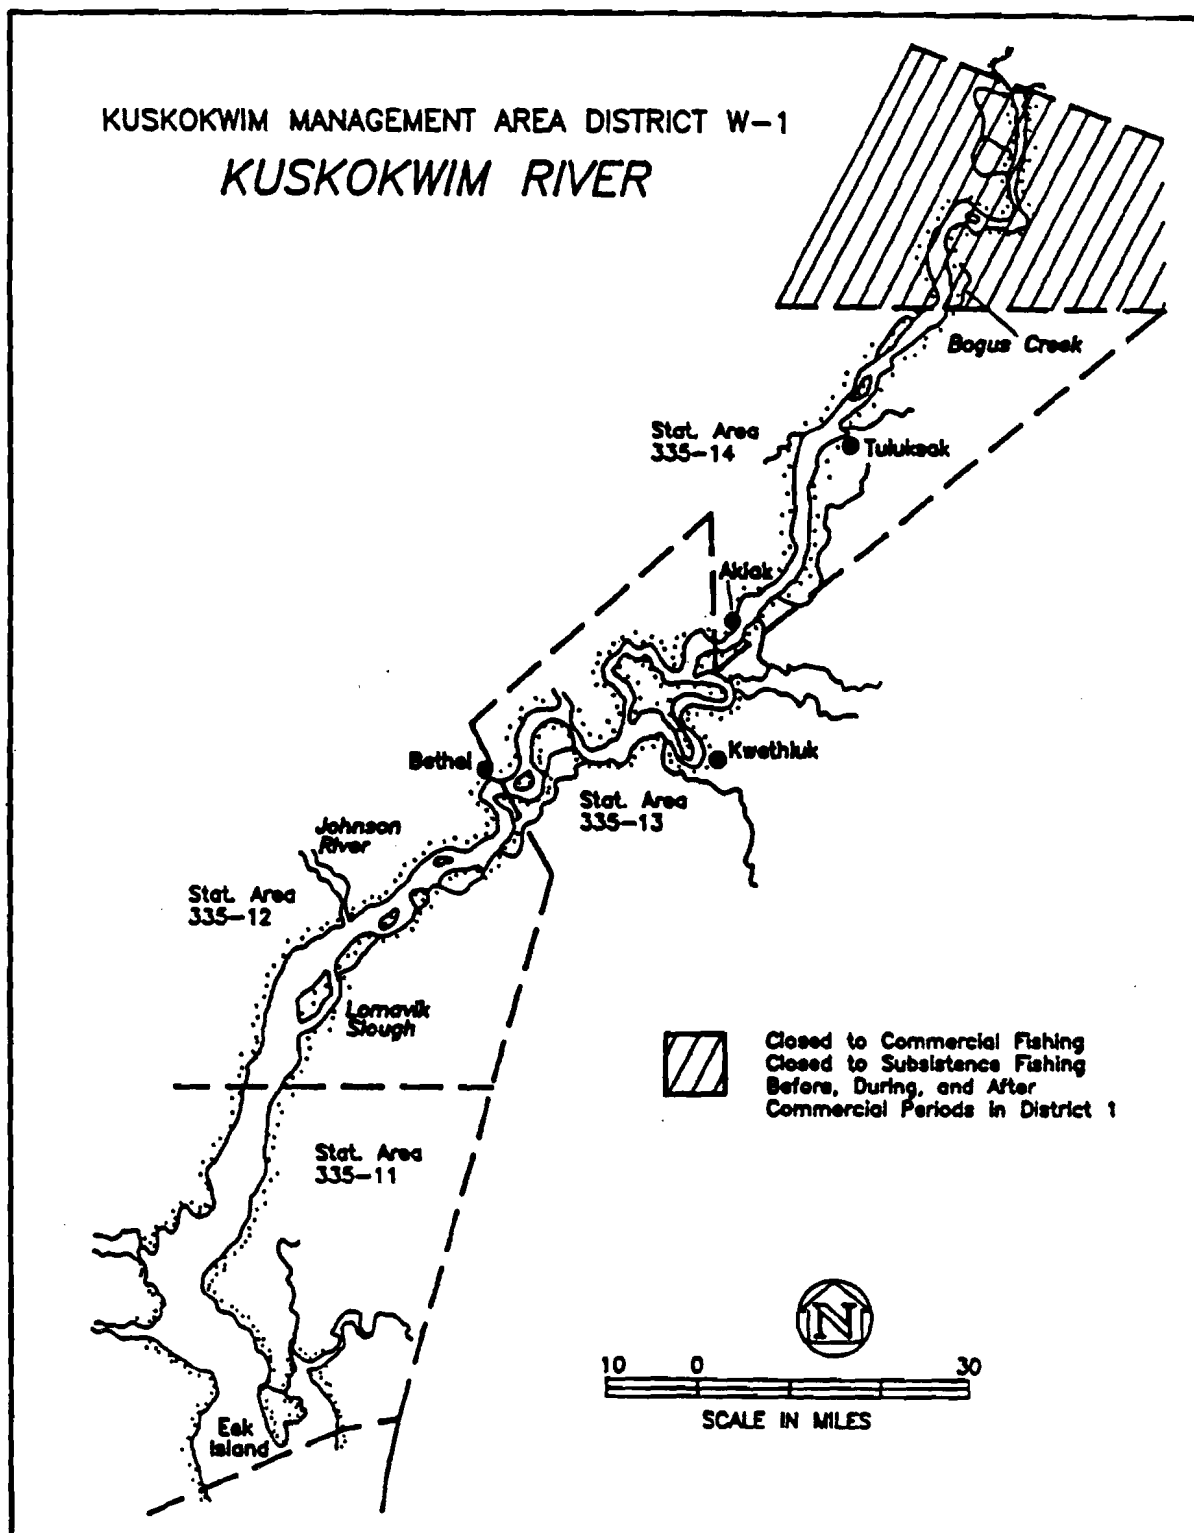 KUSKOKWIM MANAGEMENT AREA DISTRICT W-1
KUSKOKWIM RIVER
Bogus Creek
Stat. Area
335-14
Tuluksak
Akiak
Bethel
Kwethluk
Stat. Area
335-13
Johnson
River
Stat. Area
335-12
Lomavik
Slough
Closed to Commercial Fishing
Closed to Subsistence Fishing
Before, During, and After
Commercial Periods in District 1
Stat. Area
335-11
N
10 0 30
SCALE IN MILES
Eek
Island